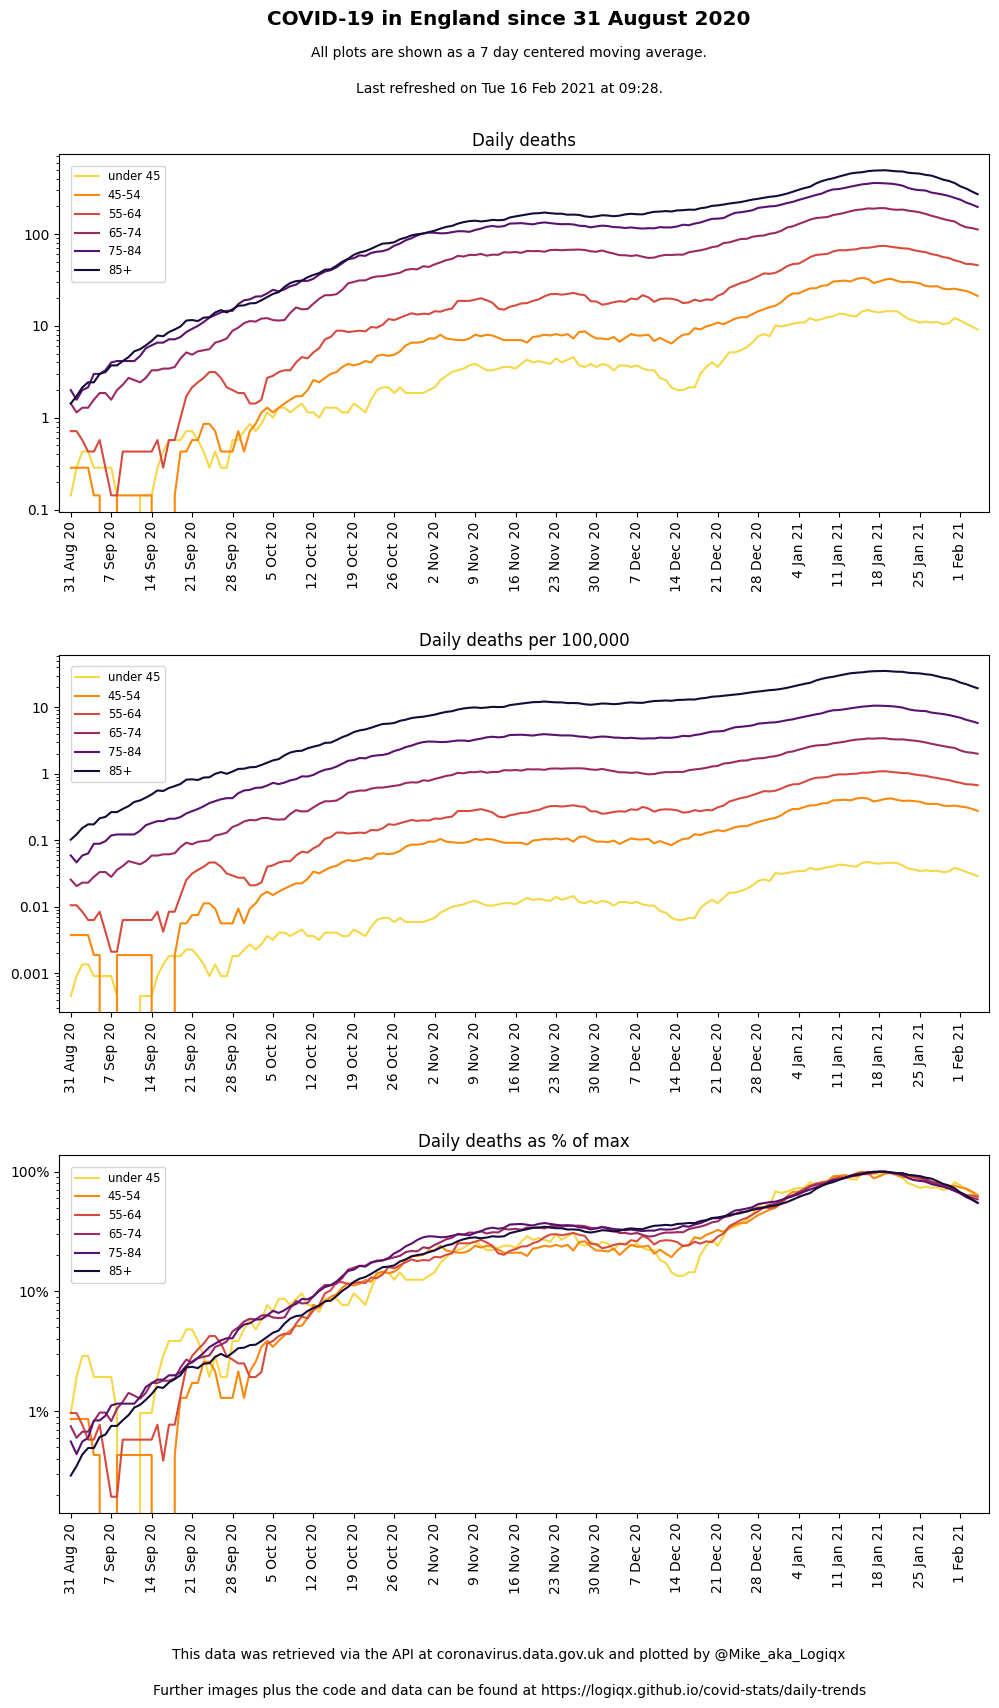 COVID-19 in England since 31 August 2020
All plots are shown as a 7 day centered moving average.
Last refreshed on Tue 16 Feb 2021 at 09:28.
Daily deaths
under 45
45-54
55-64
65-74
75-84
85+
100
10
1
0.1
31 Aug 20
7 Sep 20
14 Sep 20
21 Sep 20
28 Sep 20
5 Oct 20
12 Oct 20
19 Oct 20
26 Oct 20
2 Nov 20
9 Nov 20
16 Nov 20
23 Nov 20
30 Nov 20
7 Dec 20
14 Dec 20
21 Dec 20
28 Dec 20
4 Jan 21
11 Jan 21
18 Jan 21
25 Jan 21
1 Feb 21
Daily deaths per 100,000
under 45
45-54
55-64
65-74
75-84
85+
10
1
0.1
0.01
0.001
31 Aug 20
7 Sep 20
14 Sep 20
21 Sep 20
28 Sep 20
5 Oct 20
12 Oct 20
19 Oct 20
26 Oct 20
2 Nov 20
9 Nov 20
16 Nov 20
23 Nov 20
30 Nov 20
7 Dec 20
14 Dec 20
21 Dec 20
28 Dec 20
4 Jan 21
11 Jan 21
18 Jan 21
25 Jan 21
1 Feb 21
Daily deaths as % of max
under 45
45-54
55-64
65-74
75-84
85+
100%
10%
1%
31 Aug 20
7 Sep 20
14 Sep 20
21 Sep 20
28 Sep 20
5 Oct 20
12 Oct 20
19 Oct 20
26 Oct 20
2 Nov 20
9 Nov 20
16 Nov 20
23 Nov 20
30 Nov 20
7 Dec 20
14 Dec 20
21 Dec 20
28 Dec 20
4 Jan 21
11 Jan 21
18 Jan 21
25 Jan 21
1 Feb 21
This data was retrieved via the API at coronavirus.data.gov.uk and plotted by @Mike_aka_Logiqx
Further images plus the code and data can be found at https://logiqx.github.io/covid-stats/daily-trends